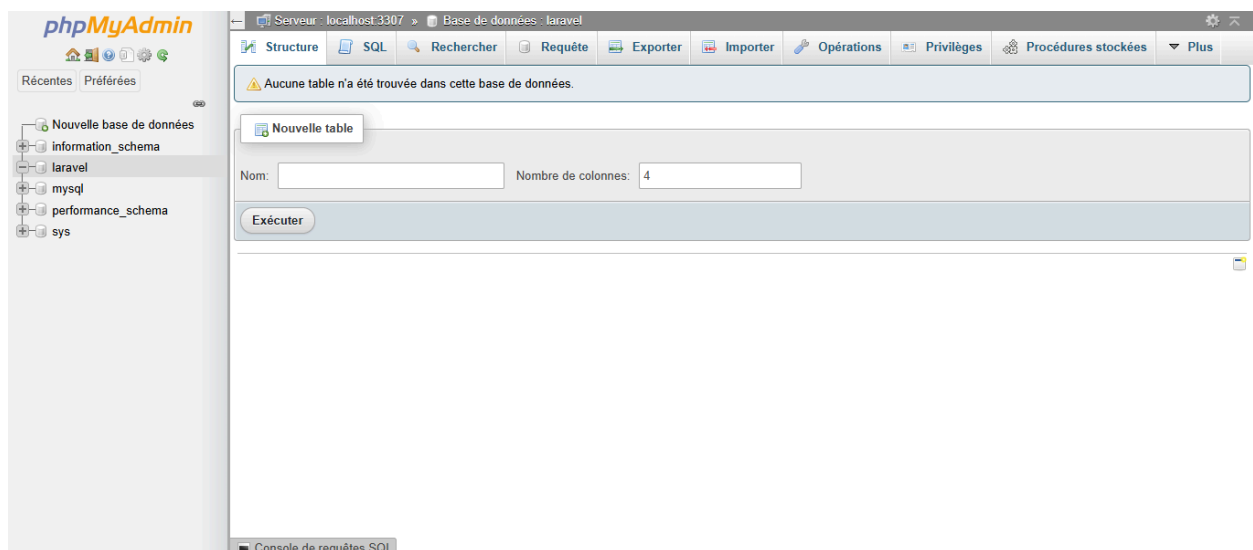 phpMyAdmin
Récentes Préférées
Nouvelle base de données
information_schema
laravel
mysql
performance_schema
sys
Serveur : localhost:3307 » Base de données : laravel
Structure SQL Rechercher Requête Exporter Importer Opérations Privilèges Procédures stockées Plus
Aucune table n'a été trouvée dans cette base de données.
Nouvelle table
Nom: Nombre de colonnes: 4
Exécuter
Console de requêtes SQL